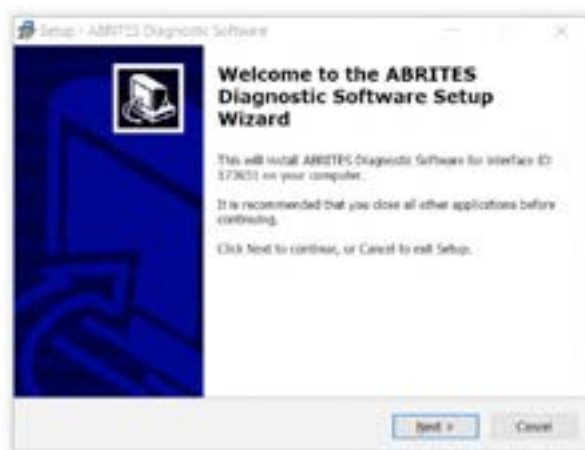 Setup - ABRITES Diagnostic Software
Welcome to the ABRITES
Diagnostic Software Setup
Wizard
This will install ABRITES Diagnostic Software for interface ID:
on your computer.
It is recommended that you close all other applications before
continuing.
Click Next to continue, or Cancel to exit Setup.
Next >
Cancel